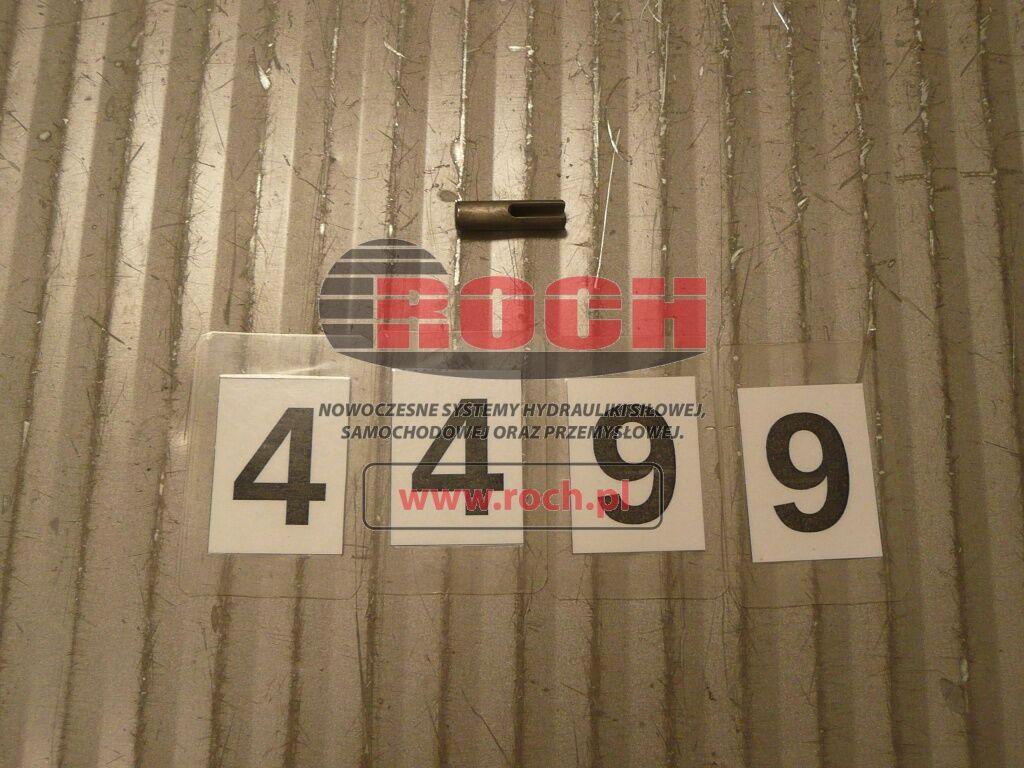 ROCH
NOWOCZESNE SYSTEMY HYDRAULIKI SIŁOWEJ,
SAMOCHODOWEJ ORAZ PRZEMYSŁOWEJ.
4 4 9 9
www.roch.pl